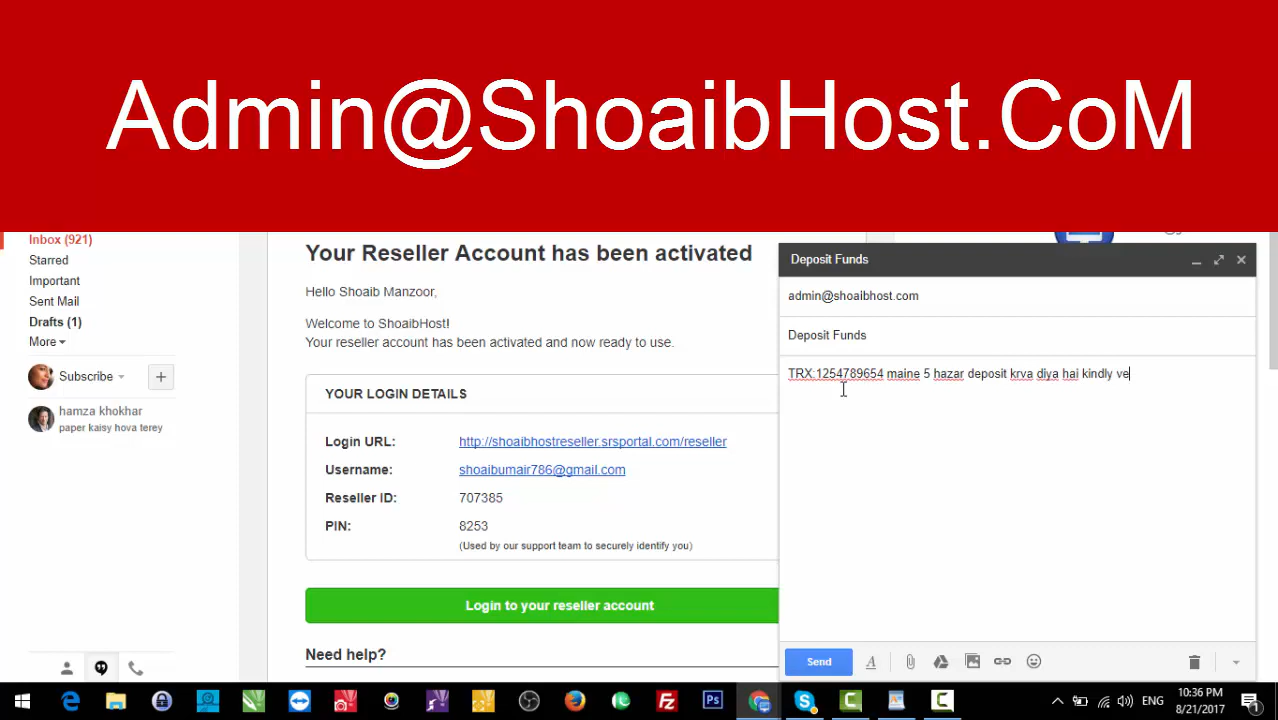 Admin@ShoaibHost.CoM
Inbox (921)
Starred
Important
Sent Mail
Drafts (1)
More
Subscribe
hamza khokhar
paper kaisy hova terey
Your Reseller Account has been activated
Hello Shoaib Manzoor,
Welcome to ShoaibHost!
Your reseller account has been activated and now ready to use.
YOUR LOGIN DETAILS
Login URL: http://shoaibhostreseller.srsportal.com/reseller
Username: shoaibumair786@gmail.com
Reseller ID: 707385
PIN: 8253
(Used by our support team to securely identify you)
Login to your reseller account
Need help?
Deposit Funds
admin@shoaibhost.com
Deposit Funds
TRX:1254789654 maine 5 hazar deposit krva diya hai kindly ve
Send
Ps
ENG
10:36 PM
8/21/2017